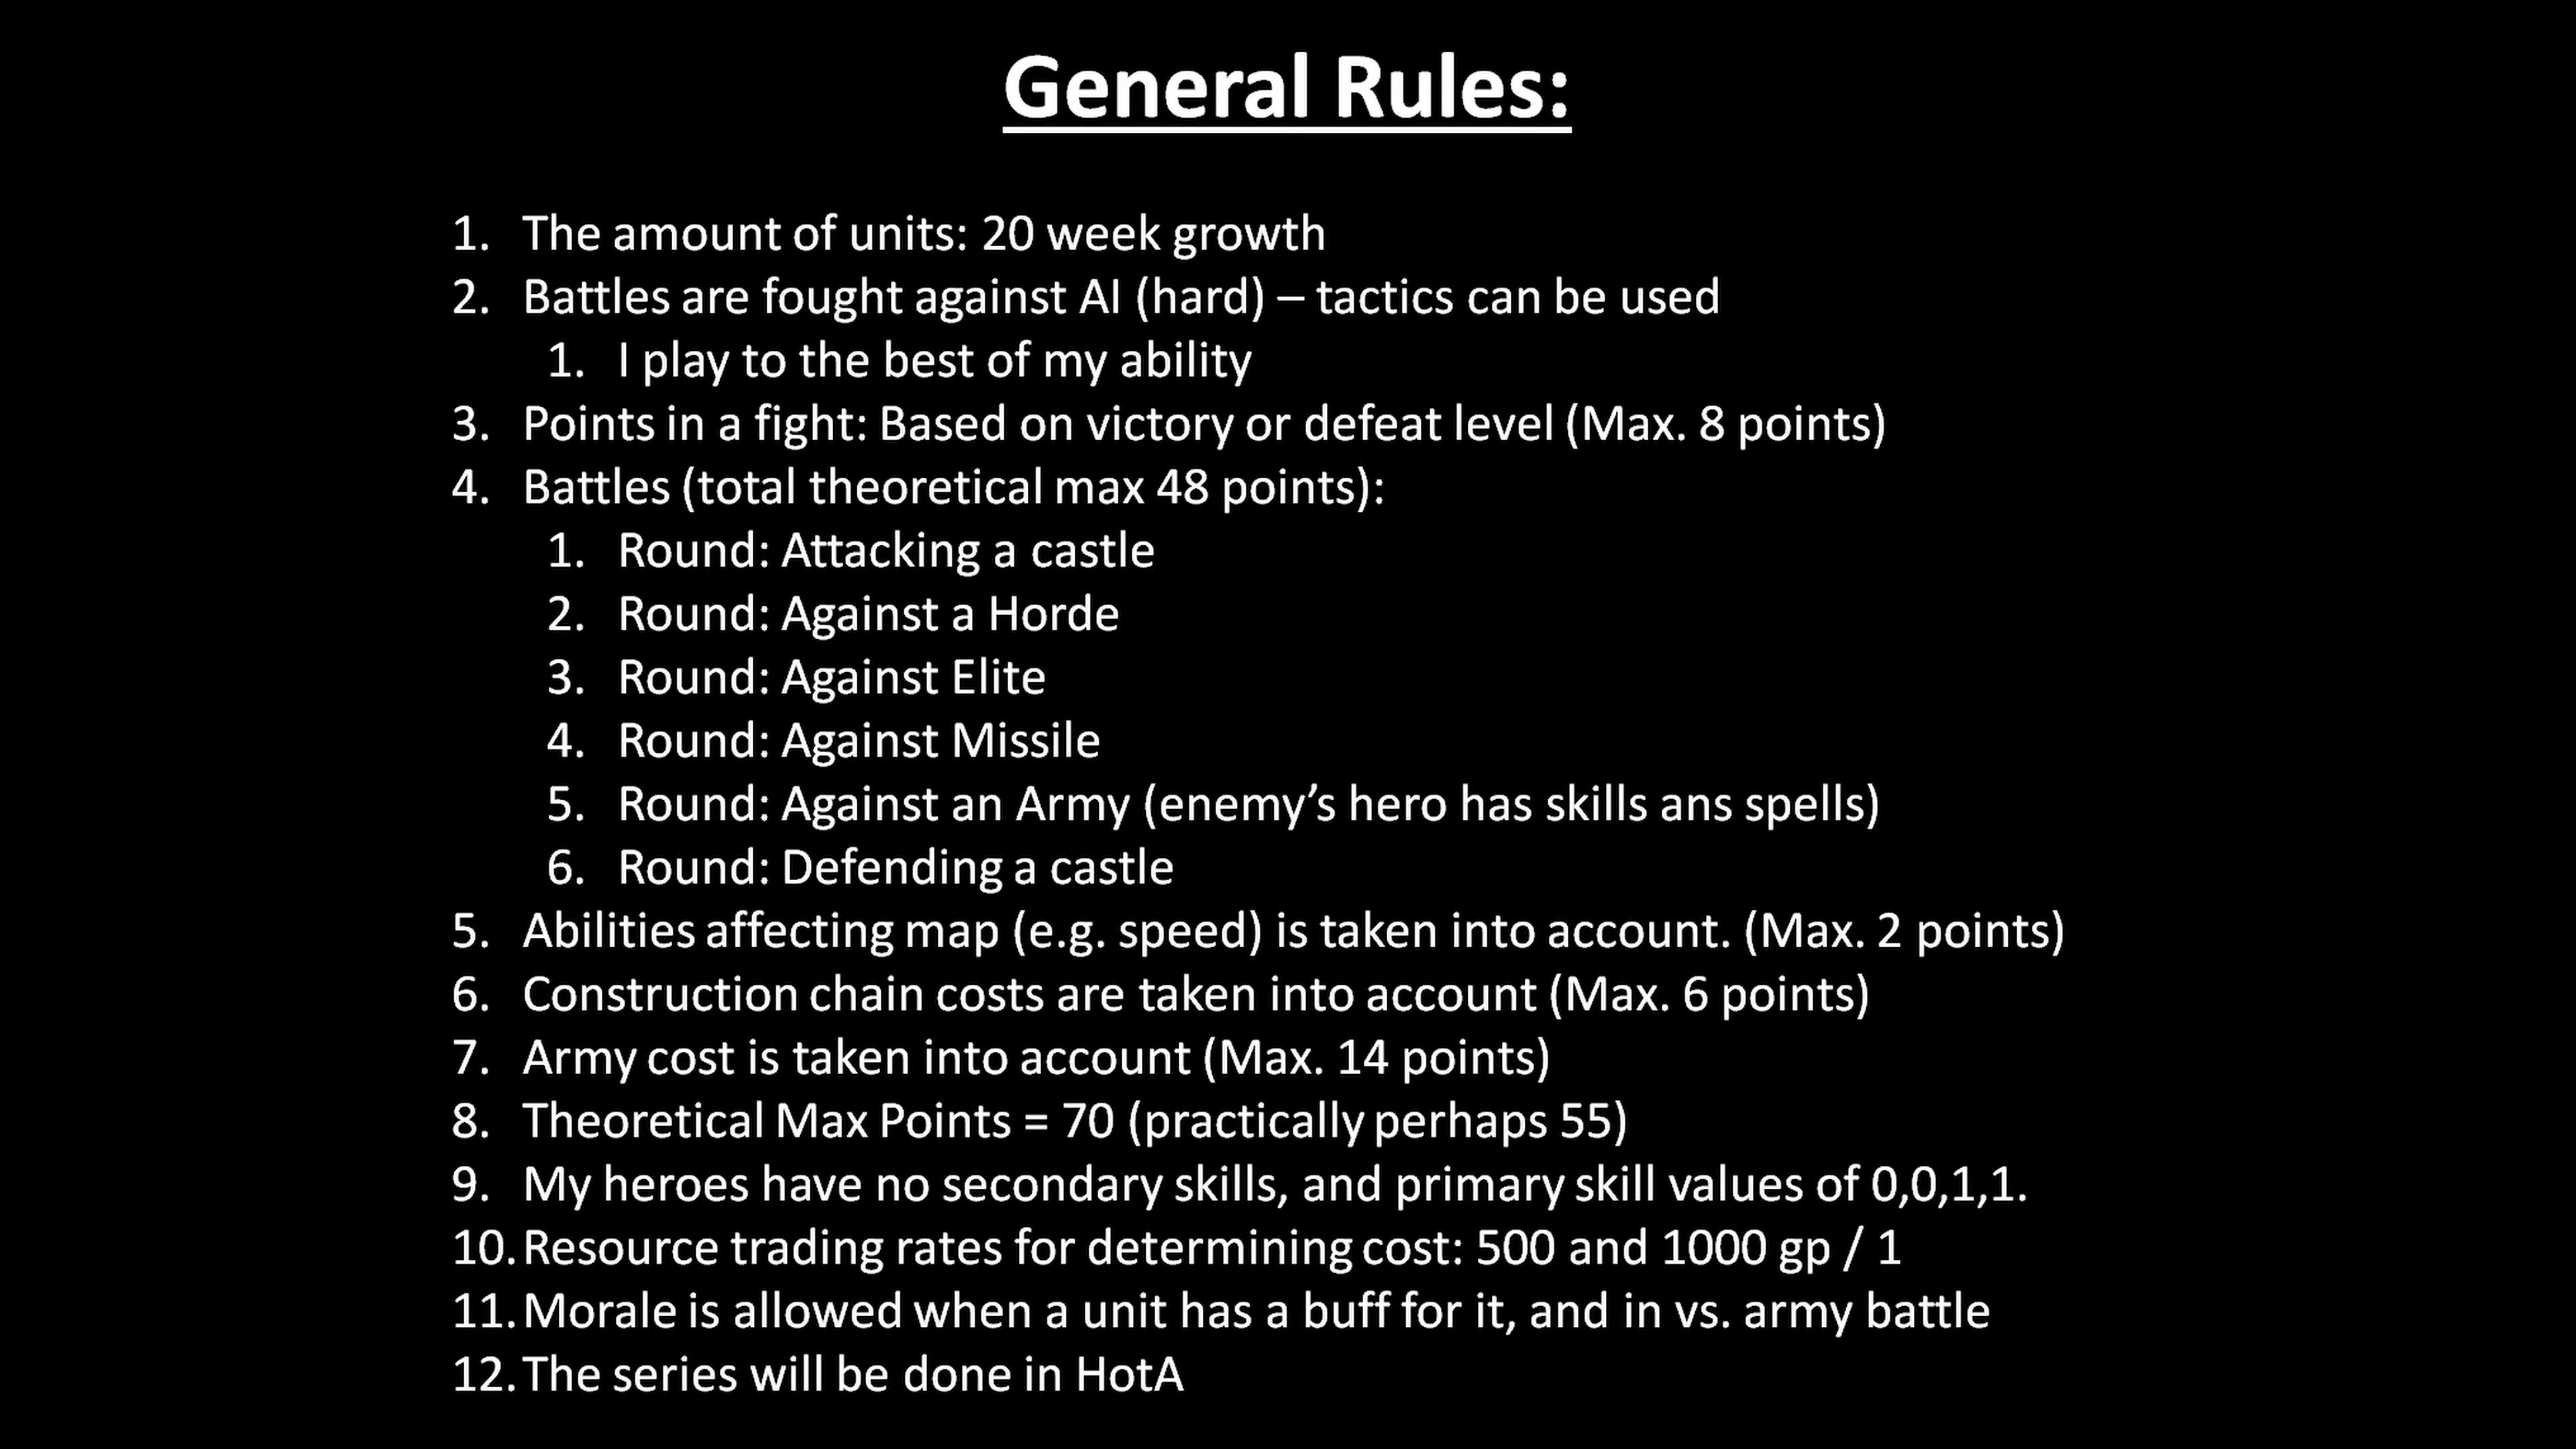 General Rules:
1. The amount of units: 20 week growth
2. Battles are fought against AI (hard) – tactics can be used
1. I play to the best of my ability
3. Points in a fight: Based on victory or defeat level (Max. 8 points)
4. Battles (total theoretical max 48 points):
1. Round: Attacking a castle
2. Round: Against a Horde
3. Round: Against Elite
4. Round: Against Missile
5. Round: Against an Army (enemy’s hero has skills ans spells)
6. Round: Defending a castle
5. Abilities affecting map (e.g. speed) is taken into account. (Max. 2 points)
6. Construction chain costs are taken into account (Max. 6 points)
7. Army cost is taken into account (Max. 14 points)
8. Theoretical Max Points = 70 (practically perhaps 55)
9. My heroes have no secondary skills, and primary skill values of 0,0,1,1.
10. Resource trading rates for determining cost: 500 and 1000 gp / 1
11. Morale is allowed when a unit has a buff for it, and in vs. army battle
12. The series will be done in HotA